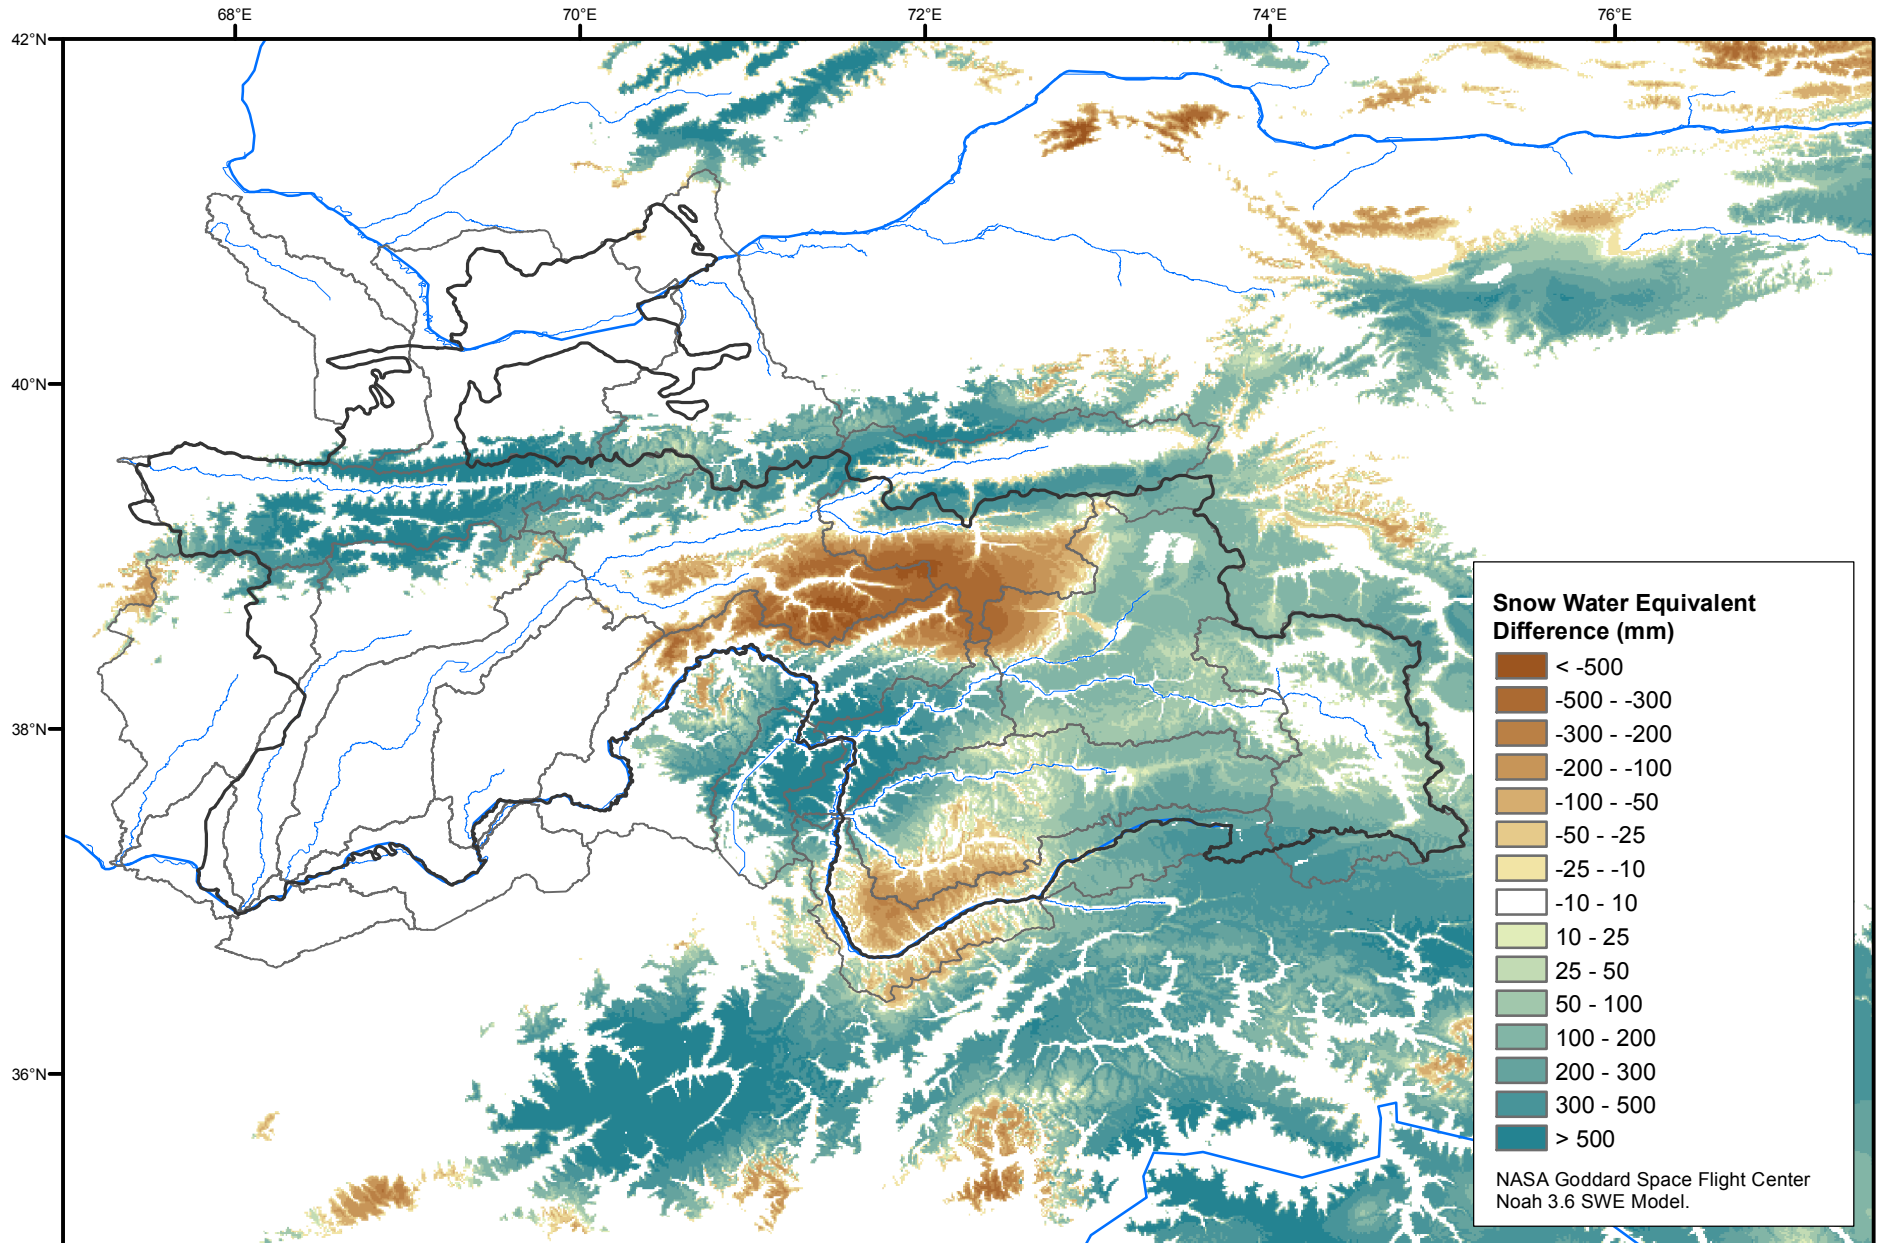 68°E 70°E 72°E 74°E 76°E
42°N
40°N
38°N
36°N
Snow Water Equivalent
Difference (mm)
< -500
-500 - -300
-300 - -200
-200 - -100
-100 - -50
-50 - -25
-25 - -10
-10 - 10
10 - 25
25 - 50
50 - 100
100 - 200
200 - 300
300 - 500
> 500
NASA Goddard Space Flight Center
Noah 3.6 SWE Model.